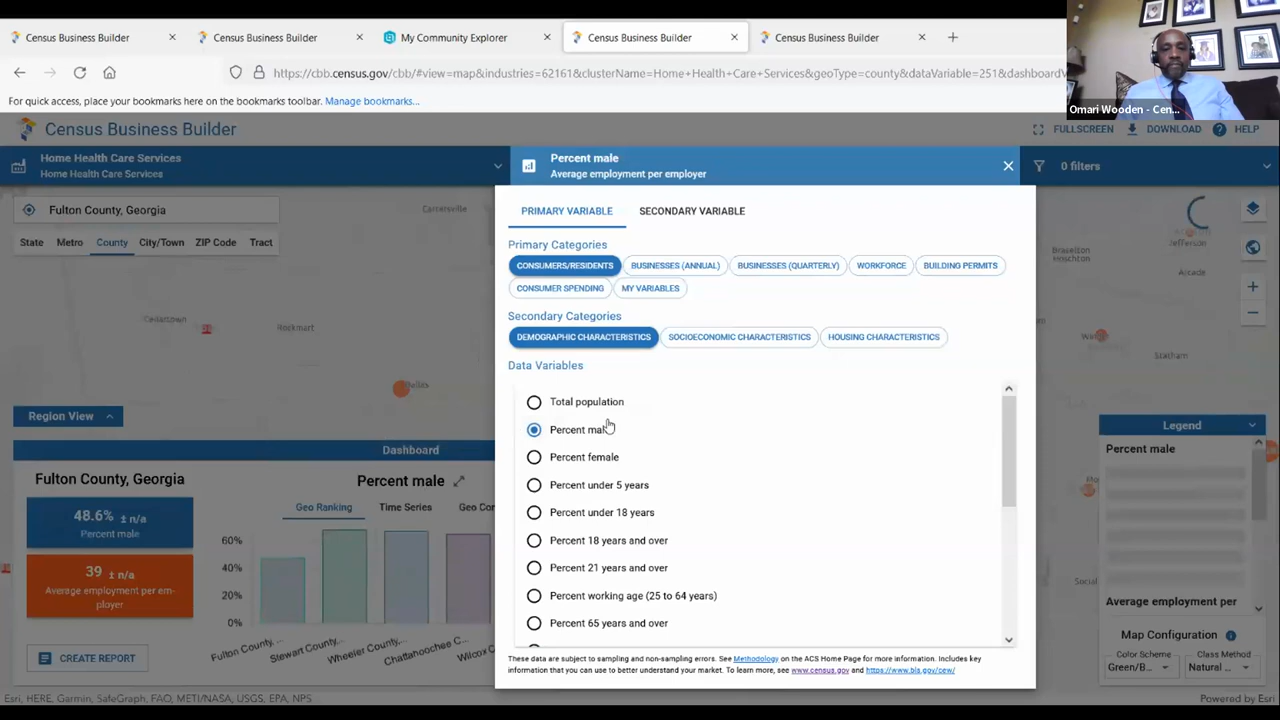 Census Business Builder
Census Business Builder
My Community Explorer
Census Business Builder
Census Business Builder
https://cbb.census.gov/cbb/#view=map&industries=62161&clusterName=Home+Health+Care+Services&geoType=county&dataVariable=251&dashboardV
For quick access, place your bookmarks here on the bookmarks toolbar. Manage bookmarks...
Omari Wooden - Cen...
Census Business Builder
FULLSCREEN
DOWNLOAD
HELP
Home Health Care Services
Home Health Care Services
Percent male
Average employment per employer
0 filters
Fulton County, Georgia
State Metro County City/Town ZIP Code Tract
PRIMARY VARIABLE
SECONDARY VARIABLE
Primary Categories
CONSUMERS/RESIDENTS
BUSINESSES (ANNUAL)
BUSINESSES (QUARTERLY)
WORKFORCE
BUILDING PERMITS
CONSUMER SPENDING
MY VARIABLES
Secondary Categories
DEMOGRAPHIC CHARACTERISTICS
SOCIOECONOMIC CHARACTERISTICS
HOUSING CHARACTERISTICS
Data Variables
Total population
Percent male
Percent female
Percent under 5 years
Percent under 18 years
Percent 18 years and over
Percent 21 years and over
Percent working age (25 to 64 years)
Percent 65 years and over
These data are subject to sampling and non-sampling errors. See Methodology on the ACS Home Page for more information. Includes key
information that you can use to better understand your market. To learn more, see www.census.gov and https://www.bls.gov/cew/
Cartersville
Cedartown
Rockmart
Jefferson
Arcade
Statham
Region View
Dashboard
Fulton County, Georgia
48.6% ± n/a
Percent male
39 ± n/a
Average employment per em-
ployer
CREATE REPORT
Percent male
Geo Ranking
Time Series
60%
40%
20%
0%
Fulton County,...
Stewart County,...
Wheeler County,...
Chattahoochee C...
Wilcox C
Legend
Percent male
Average employment per
Map Configuration
Color Scheme
Green/B...
Class Method
Natural ...
Esri, HERE, Garmin, SafeGraph, FAO, METI/NASA, USGS, EPA, NPS
Powered by Esri